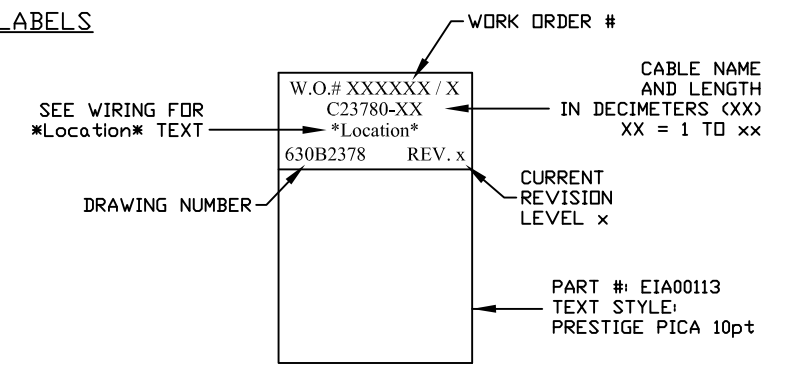 LABELS
WORK ORDER #
W.O.# XXXXXX / X
C23780-XX
*Location*
630B2378 REV. x
SEE WIRING FOR
*Location* TEXT
DRAWING NUMBER
CABLE NAME
AND LENGTH
IN DECIMETERS (XX)
XX = 1 TO xx
CURRENT
REVISION
LEVEL x
PART #: EIA00113
TEXT STYLE:
PRESTIGE PICA 10pt